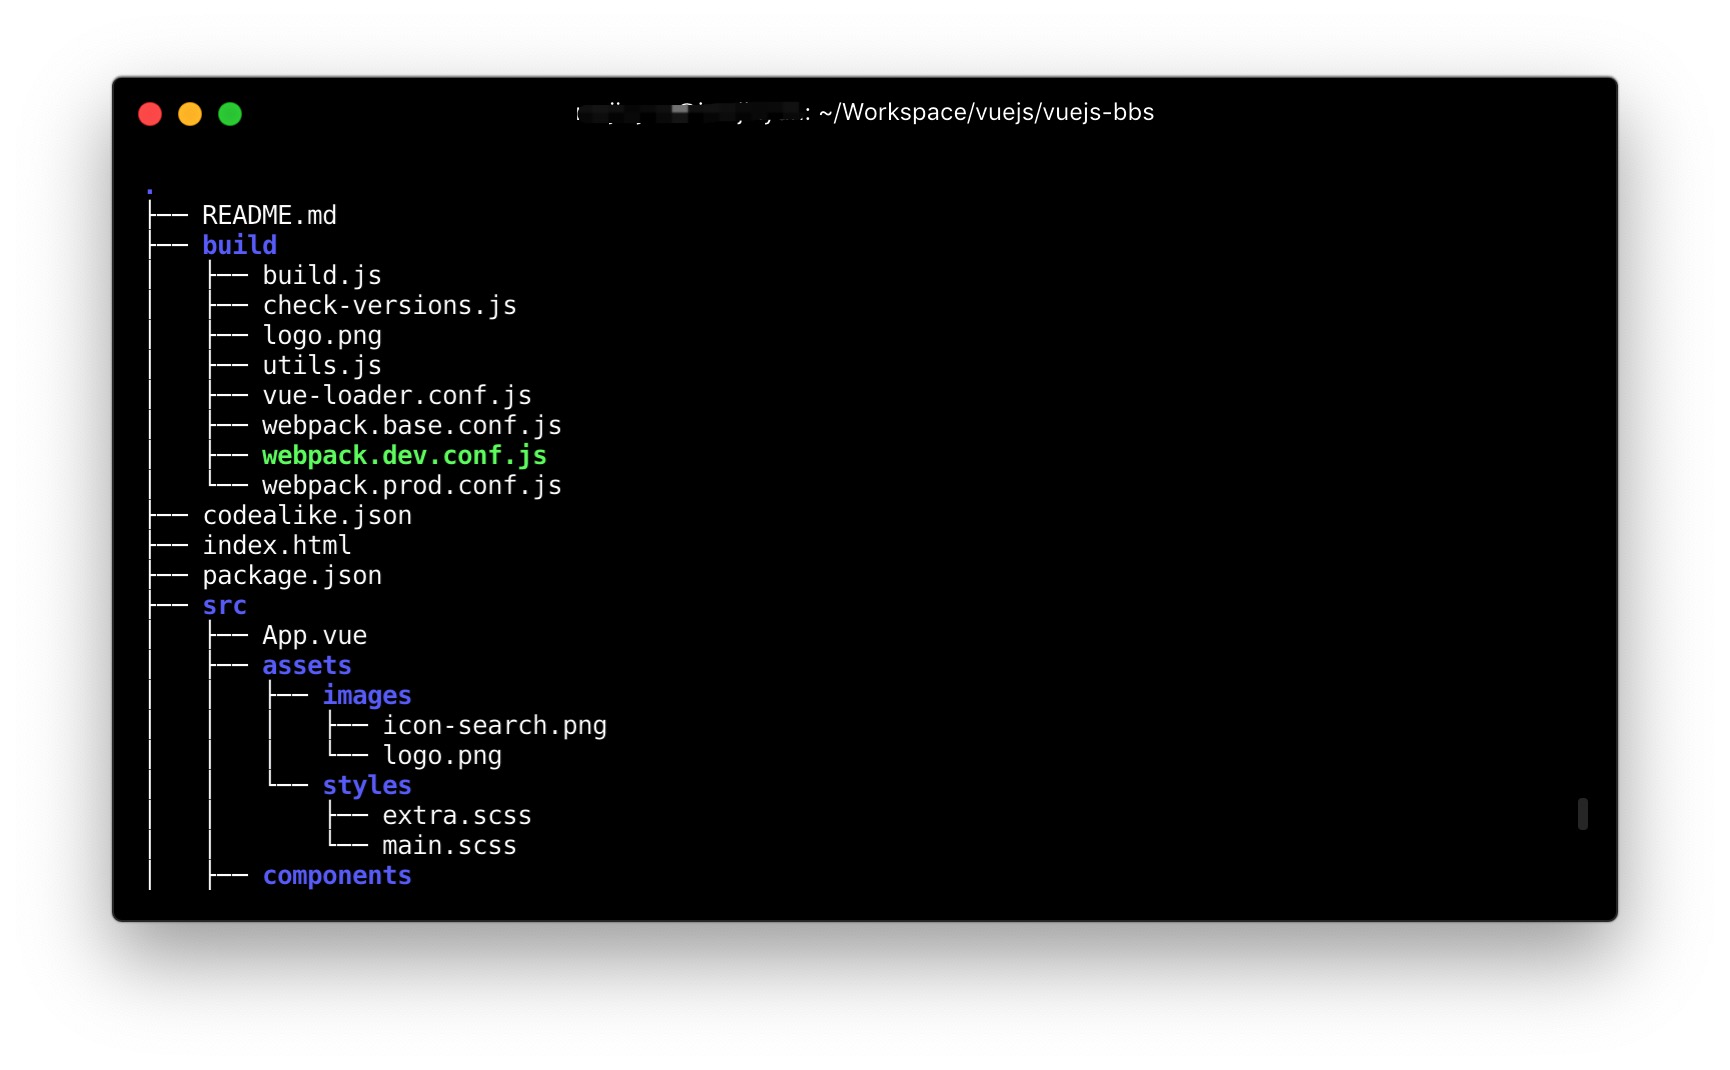 : ~/Workspace/vuejs/vuejs-bbs
.
├── README.md
├── build
│   ├── build.js
│   ├── check-versions.js
│   ├── logo.png
│   ├── utils.js
│   ├── vue-loader.conf.js
│   ├── webpack.base.conf.js
│   ├── webpack.dev.conf.js
│   └── webpack.prod.conf.js
├── codealike.json
├── index.html
├── package.json
├── src
│   ├── App.vue
│   ├── assets
│   │   ├── images
│   │   │   ├── icon-search.png
│   │   │   └── logo.png
│   │   └── styles
│   │       ├── extra.scss
│   │       └── main.scss
│   ├── components